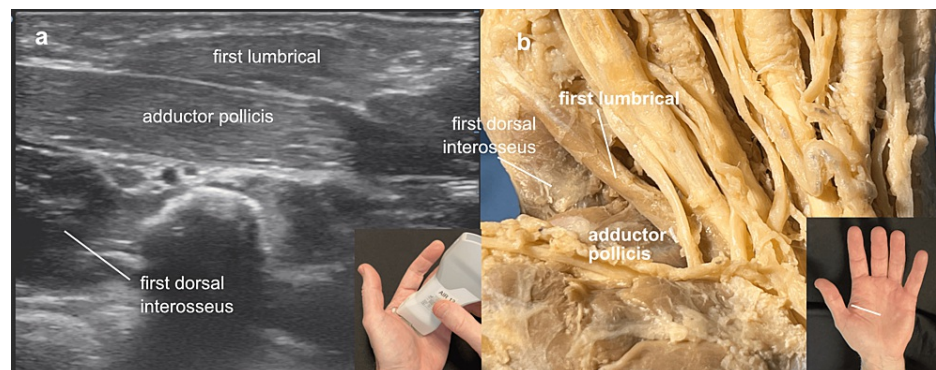 a
first lumbrical
adductor pollicis
first dorsal
interosseus
b
first lumbrical
first dorsal
interosseus
adductor
pollicis